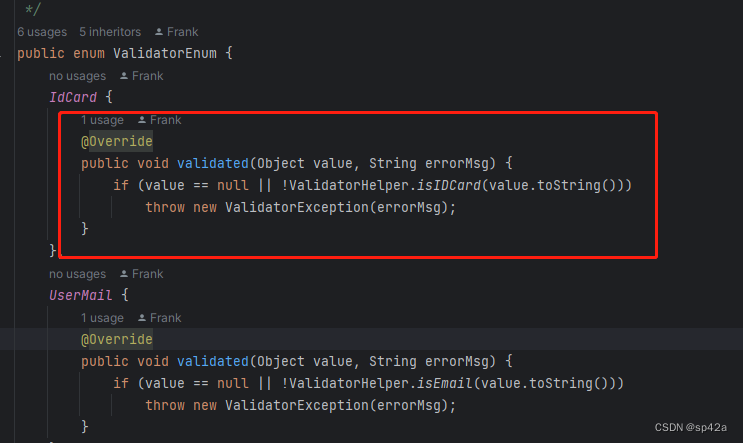 */
6 usages 5 inheritors Frank
public enum ValidatorEnum {
no usages Frank
IdCard {
1 usage Frank
@Override
public void validated(Object value, String errorMsg) {
if (value == null || !ValidatorHelper.isIDCard(value.toString()))
throw new ValidatorException(errorMsg);
}
}
no usages Frank
UserMail {
1 usage Frank
@Override
public void validated(Object value, String errorMsg) {
if (value == null || !ValidatorHelper.isEmail(value.toString()))
throw new ValidatorException(errorMsg);
}
CSDN @sp42a